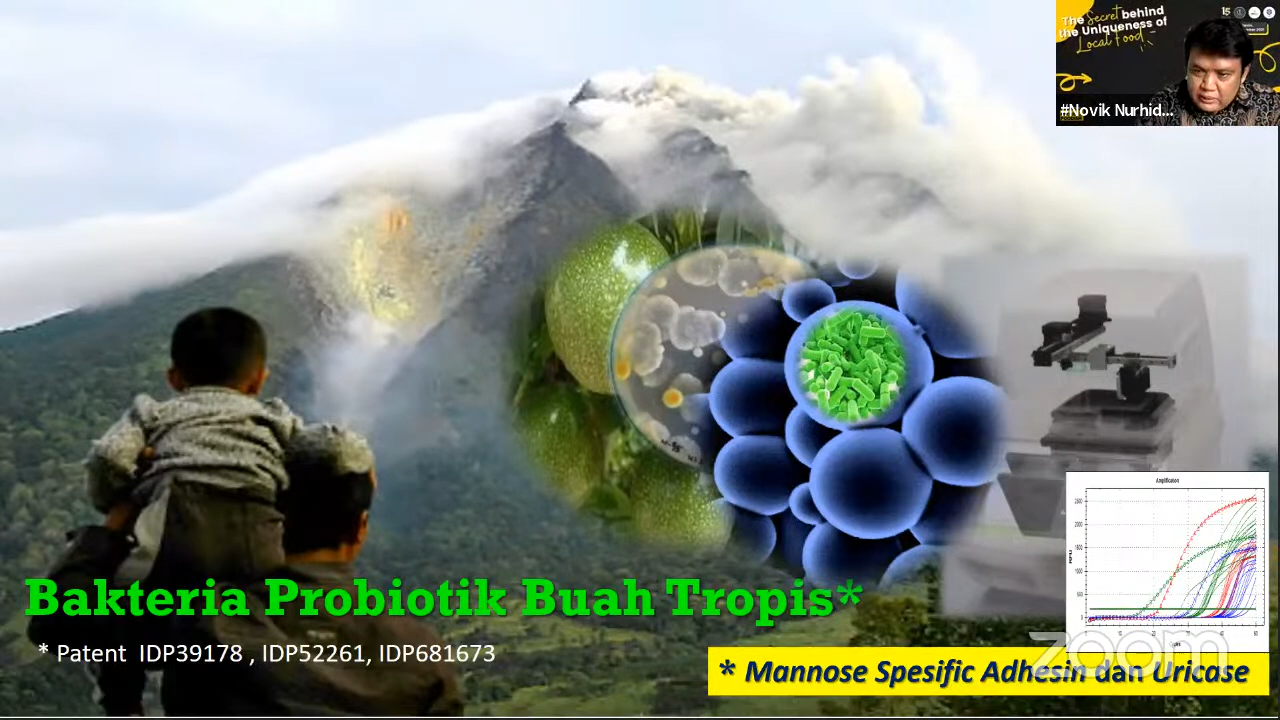 The Secret behind
the Uniqueness of
Local Food
#Novik Nurhid...
Amplification
Bakteria Probiotik Buah Tropis*
* Patent IDP39178 , IDP52261, IDP681673
* Mannose Spesific Adhesin dan Uricase
zoom